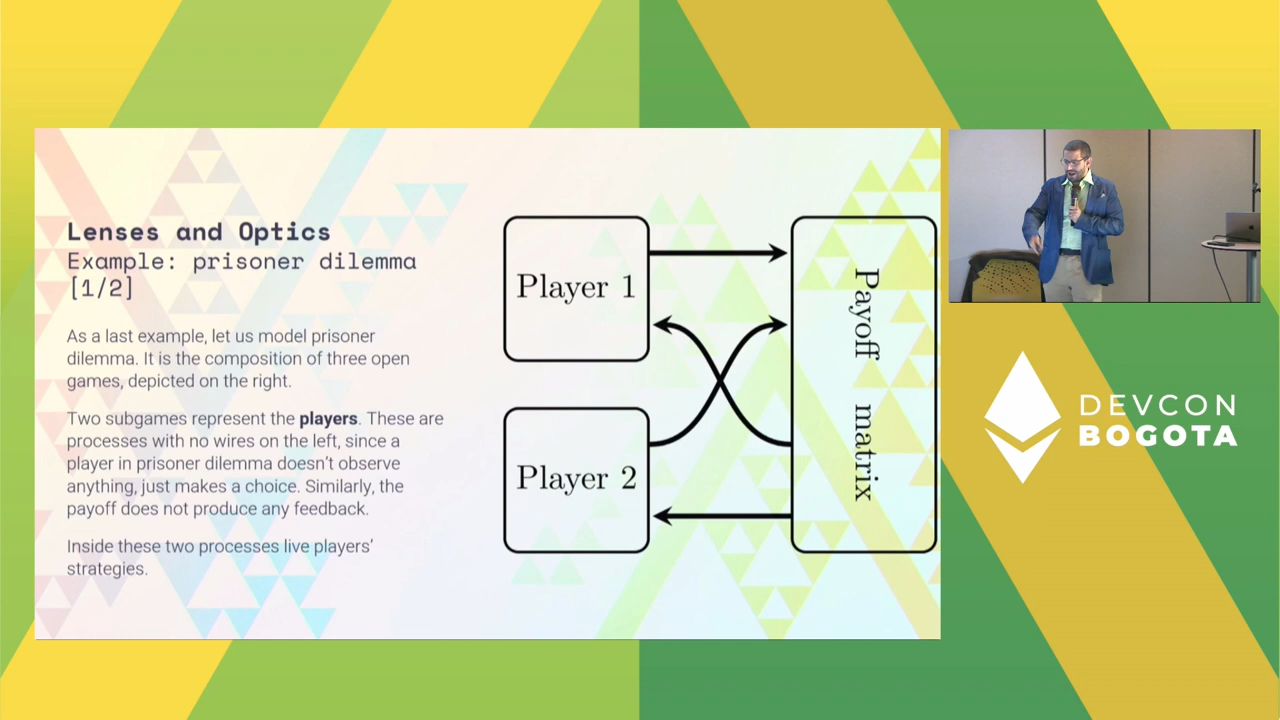 Lenses and Optics
Example: prisoner dilemma
[1/2]
As a last example, let us model prisoner
dilemma. It is the composition of three open
games, depicted on the right.
Two subgames represent the players. These are
processes with no wires on the left, since a
player in prisoner dilemma doesn't observe
anything, just makes a choice. Similarly, the
payoff does not produce any feedback.
Inside these two processes live players'
strategies.
Player 1
Player 2
Payoff matrix
DEVCON
BOGOTA